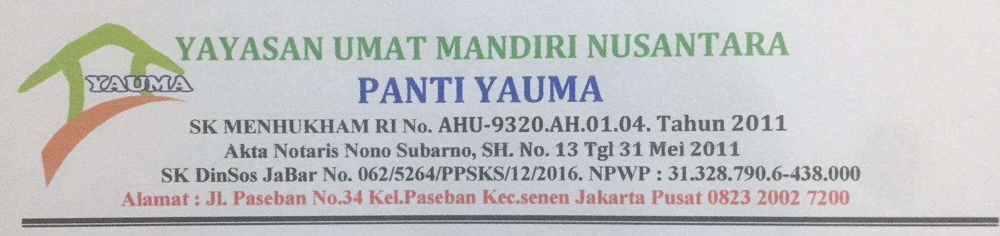 YAYASAN UMAT MANDIRI NUSANTARA
YAUMA
PANTI YAUMA
SK MENHUKHAM RI No. AHU-9320.AH.01.04. Tahun 2011
Akta Notaris Nono Subarno, SH. No. 13 Tgl 31 Mei 2011
SK DinSos JaBar No. 062/5264/PPSKS/12/2016. NPWP : 31.328.790.6-438.000
Alamat : Jl. Paseban No.34 Kel.Paseban Kec.senen Jakarta Pusat 0823 2002 7200